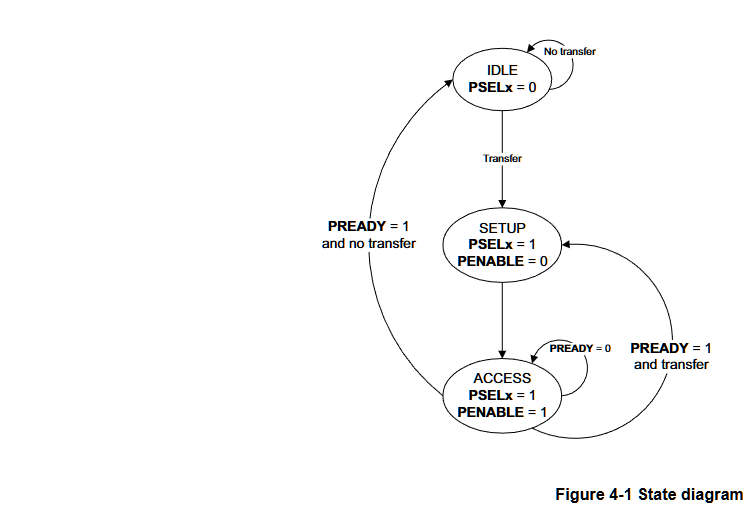 No transfer
IDLE
PSELx = 0
Transfer
PREADY = 1
and no transfer
SETUP
PSELx = 1
PENABLE = 0
PREADY = 0
PREADY = 1
and transfer
ACCESS
PSELx = 1
PENABLE = 1
Figure 4-1 State diagram